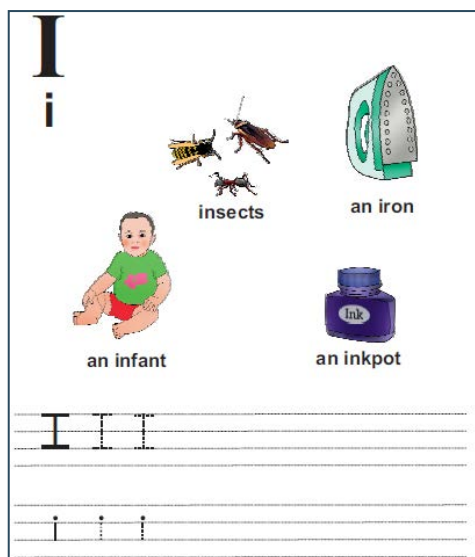 I
i
insects
an iron
an infant
Ink
an inkpot
I I I
i i i